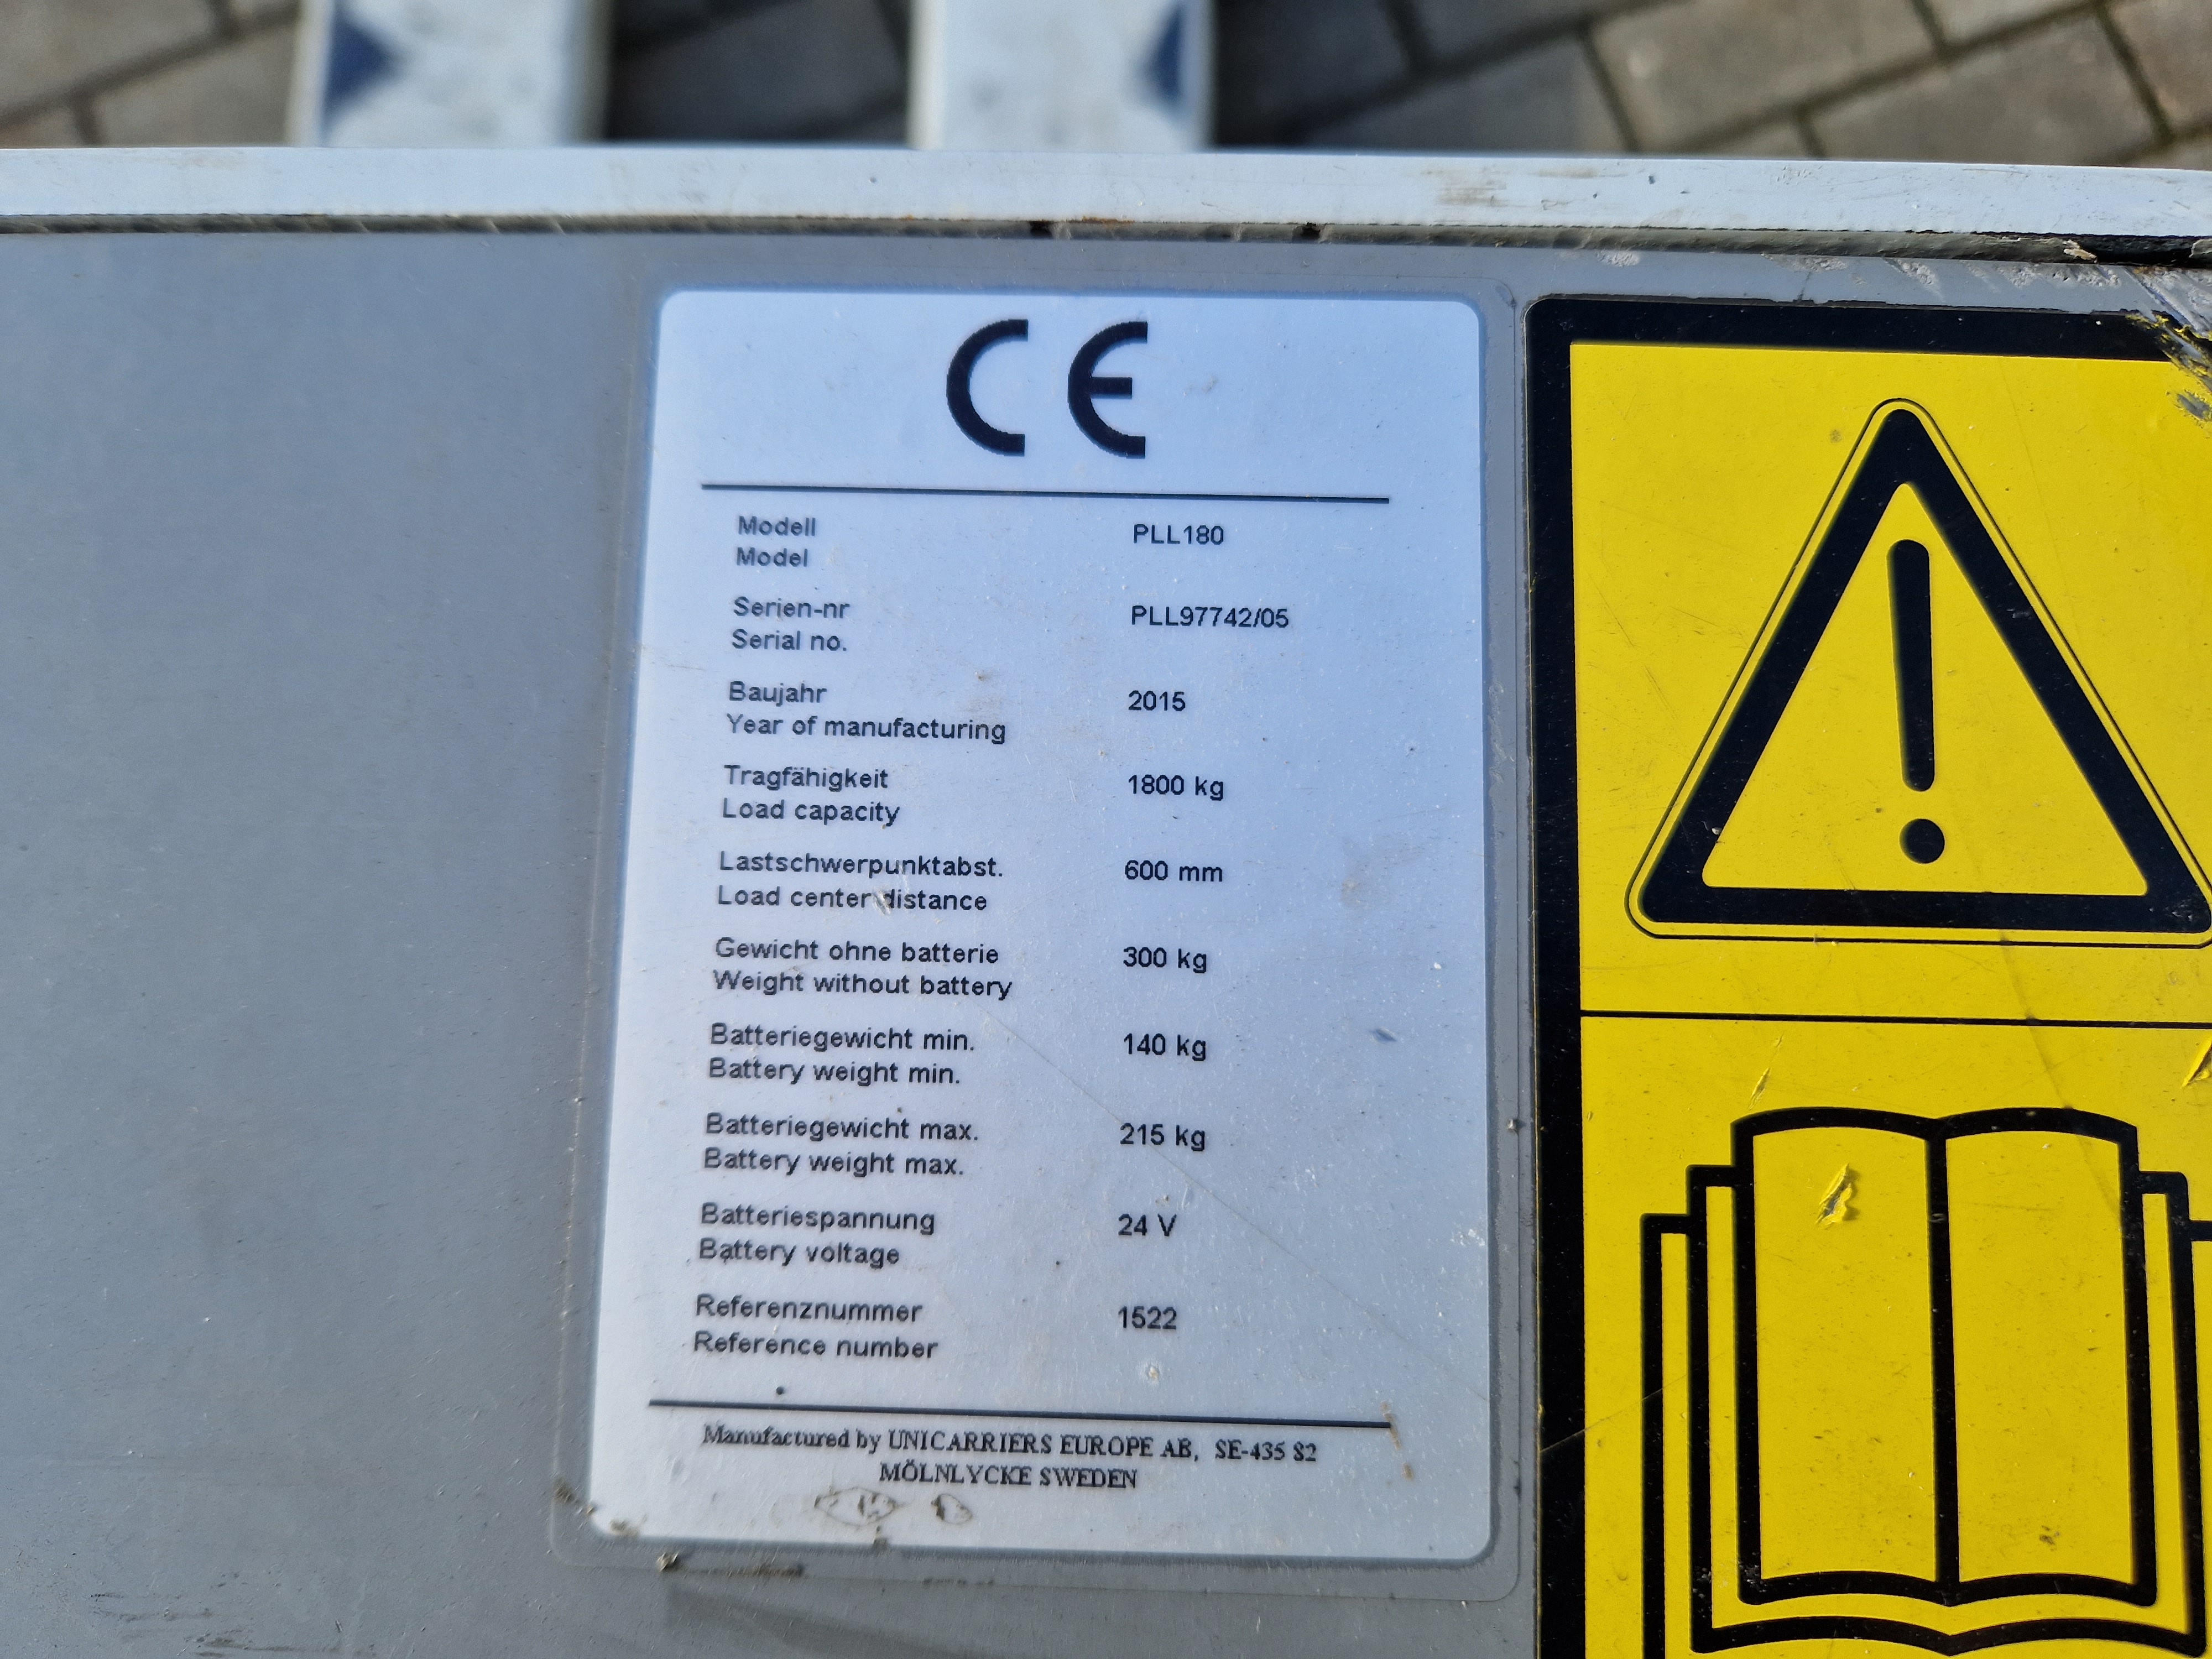 CE
Modell PLL180
Model
Serien-nr PLL97742/05
Serial no.
Baujahr 2015
Year of manufacturing
Tragfähigkeit 1800 kg
Load capacity
Lastschwerpunktabst. 600 mm
Load center distance
Gewicht ohne batterie 300 kg
Weight without battery
Batteriegewicht min. 140 kg
Battery weight min.
Batteriegewicht max. 215 kg
Battery weight max.
Batteriespannung 24 V
Battery voltage
Referenznummer 1522
Reference number
Manufactured by UNICARRIERS EUROPE AB, SE-435 82
MÖLNLYCKE SWEDEN